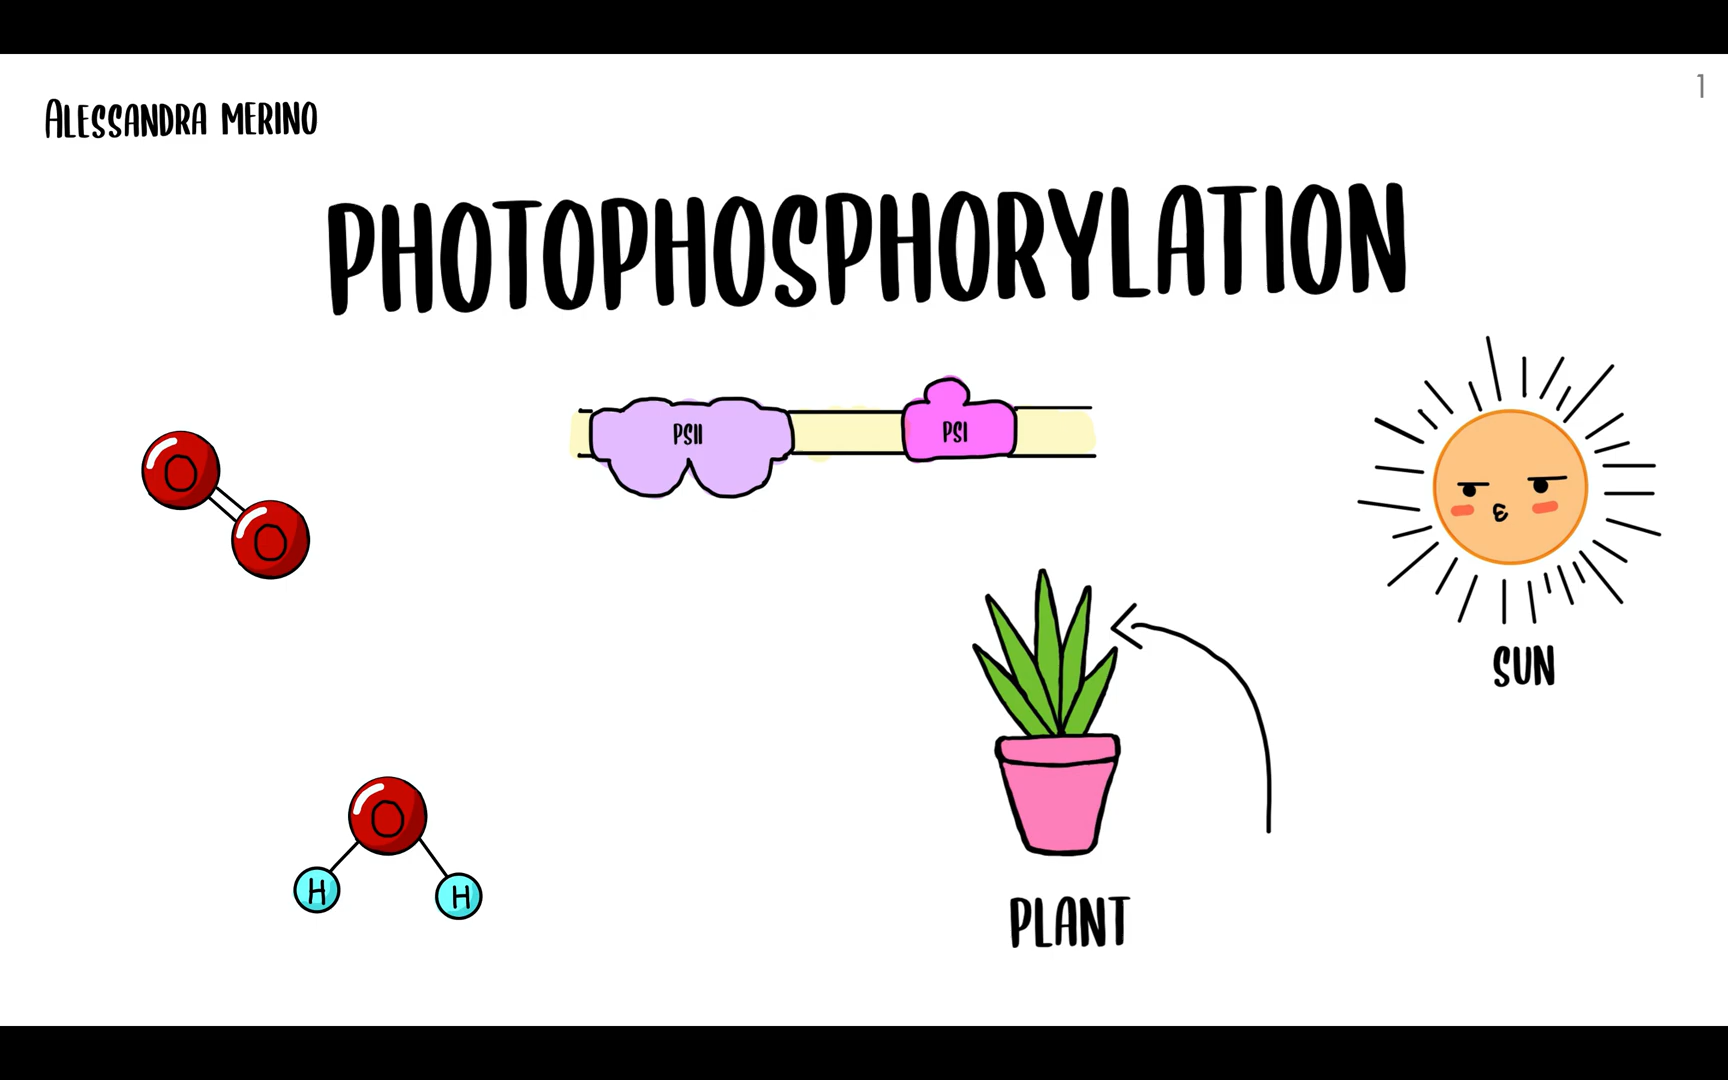 1
ALESSANDRA MERINO
PHOTOPHOSPHORYLATION
PSII
PSI
O
O
SUN
O
H
H
PLANT